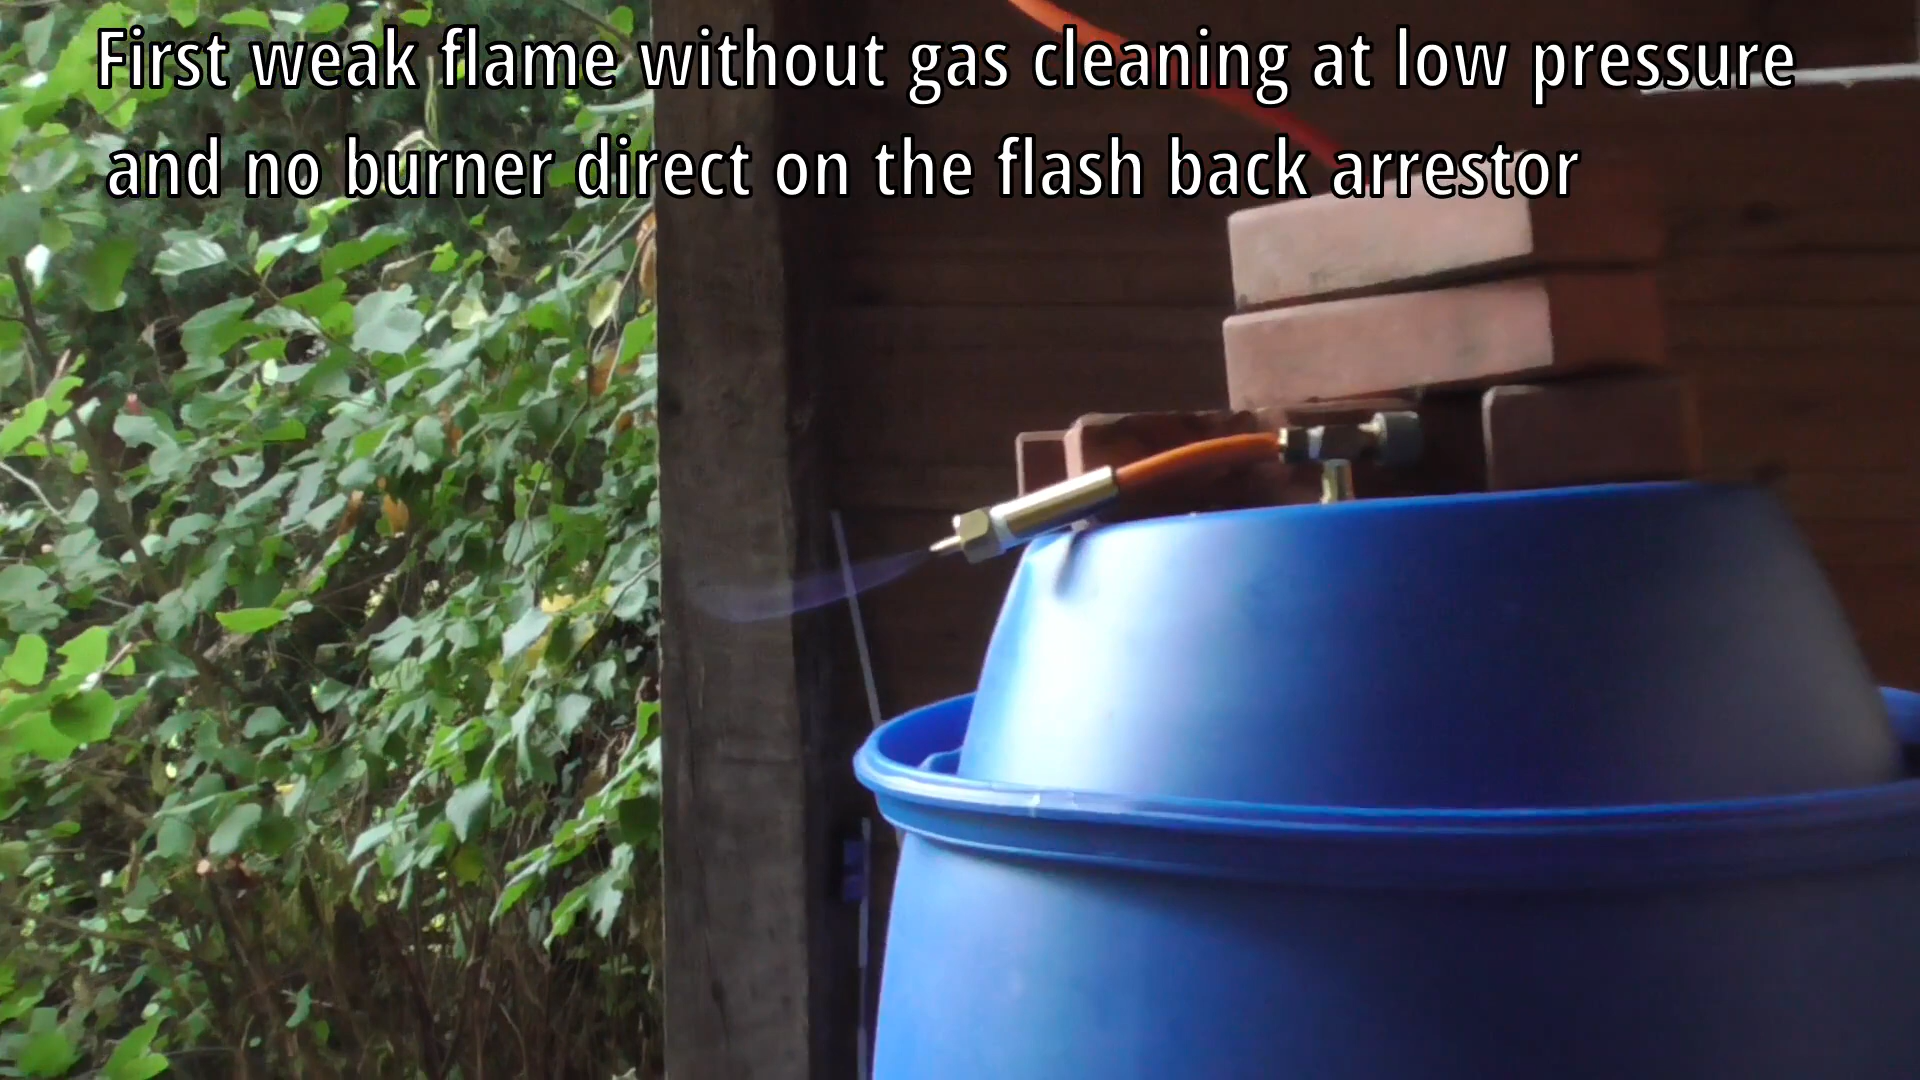 First weak flame without gas cleaning at low pressure
and no burner direct on the flash back arrestor